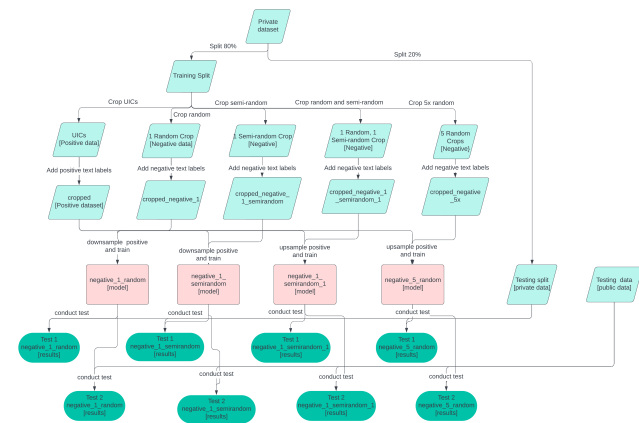 Private
dataset
Split 80%
Split 20%
Training Split
Crop UICs
Crop random
Crop semi-random
Crop random and semi-random
Crop 5x random
UICs
[Positive data]
1 Random Crop
[Negative data]
1 Semi-random Crop
[Negative]
1 Random, 1
Semi-random Crop
[Negative]
5 Random
Crops
[Negative]
Add positive text labels
Add negative text labels
Add negative text labels
Add negative text labels
Add negative text labels
cropped
[Positive dataset]
cropped_negative_1
cropped_negative_
1_semirandom
cropped_negative_1
_semirandom_1
cropped_negative
_5x
downsample positive
and train
downsample positive
and train
upsample positive
and train
upsample positive
and train
negative_1_random
[model]
negative_1_
semirandom
[model]
negative_1_
semirandom_1
[model]
negative_5_random
[model]
Testing split
[private data]
Testing data
[public data]
conduct test
conduct test
conduct test
conduct test
Test 1
negative_1_random
[results]
Test 1
negative_1_semirandom
[results]
Test 1
negative_1_semirandom_1
[results]
Test 1
negative_5_random
[results]
conduct test
conduct test
conduct test
conduct test
Test 2
negative_1_random
[results]
Test 2
negative_1_semirandom
[results]
Test 2
negative_1_semirandom_1
[results]
Test 2
negative_5_random
[results]